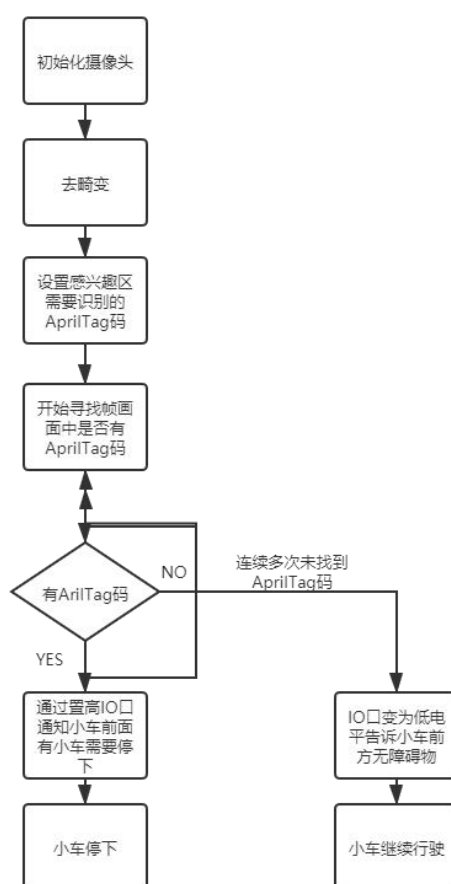 初始化摄像头
去畸变
设置感兴趣区
需要识别的
AprilTag码
开始寻找帧画
面中是否有
AprilTag码
有ArilTag码
NO
连续多次未找到
AprilTag码
YES
通过置高IO口
通知小车前面
有小车需要停
下
IO口变为低电
平告诉小车前
方无障碍物
小车停下
小车继续行驶